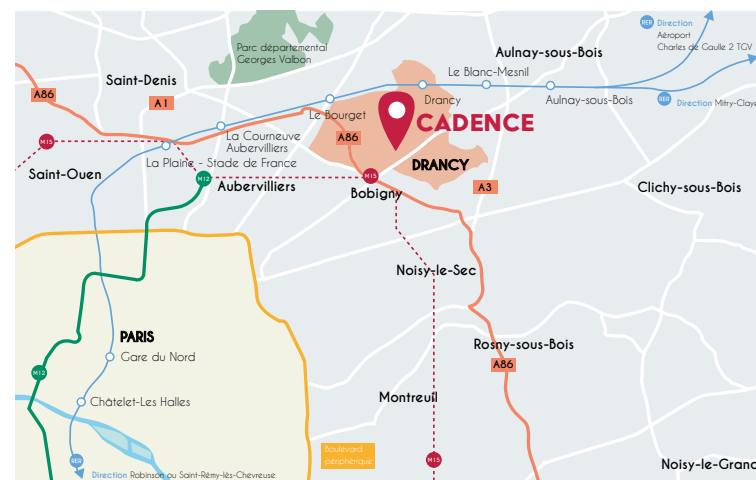 RER
Direction
Aéroport
Charles de Gaulle 2 TGV
Parc départemental
Georges Valbon
Aulnay-sous-Bois
Saint-Denis
Le Blanc-Mesnil
A86
A1
Drancy
Aulnay-sous-Bois
RER
Direction Mitry-Claye
Le Bourget
CADENCE
La Courneuve
Aubervilliers
A86
M15
La Plaine - Stade de France
DRANCY
Saint-Ouen
M12
Aubervilliers
M15
Bobigny
A3
Clichy-sous-Bois
Noisy-le-Sec
PARIS
Gare du Nord
Rosny-sous-Bois
A86
M12
Châtelet-Les Halles
Montreuil
Boulevard
périphérique
RER
Direction Robinson ou Saint-Rémy-lès-Chevreuse
M15
Noisy-le-Grand